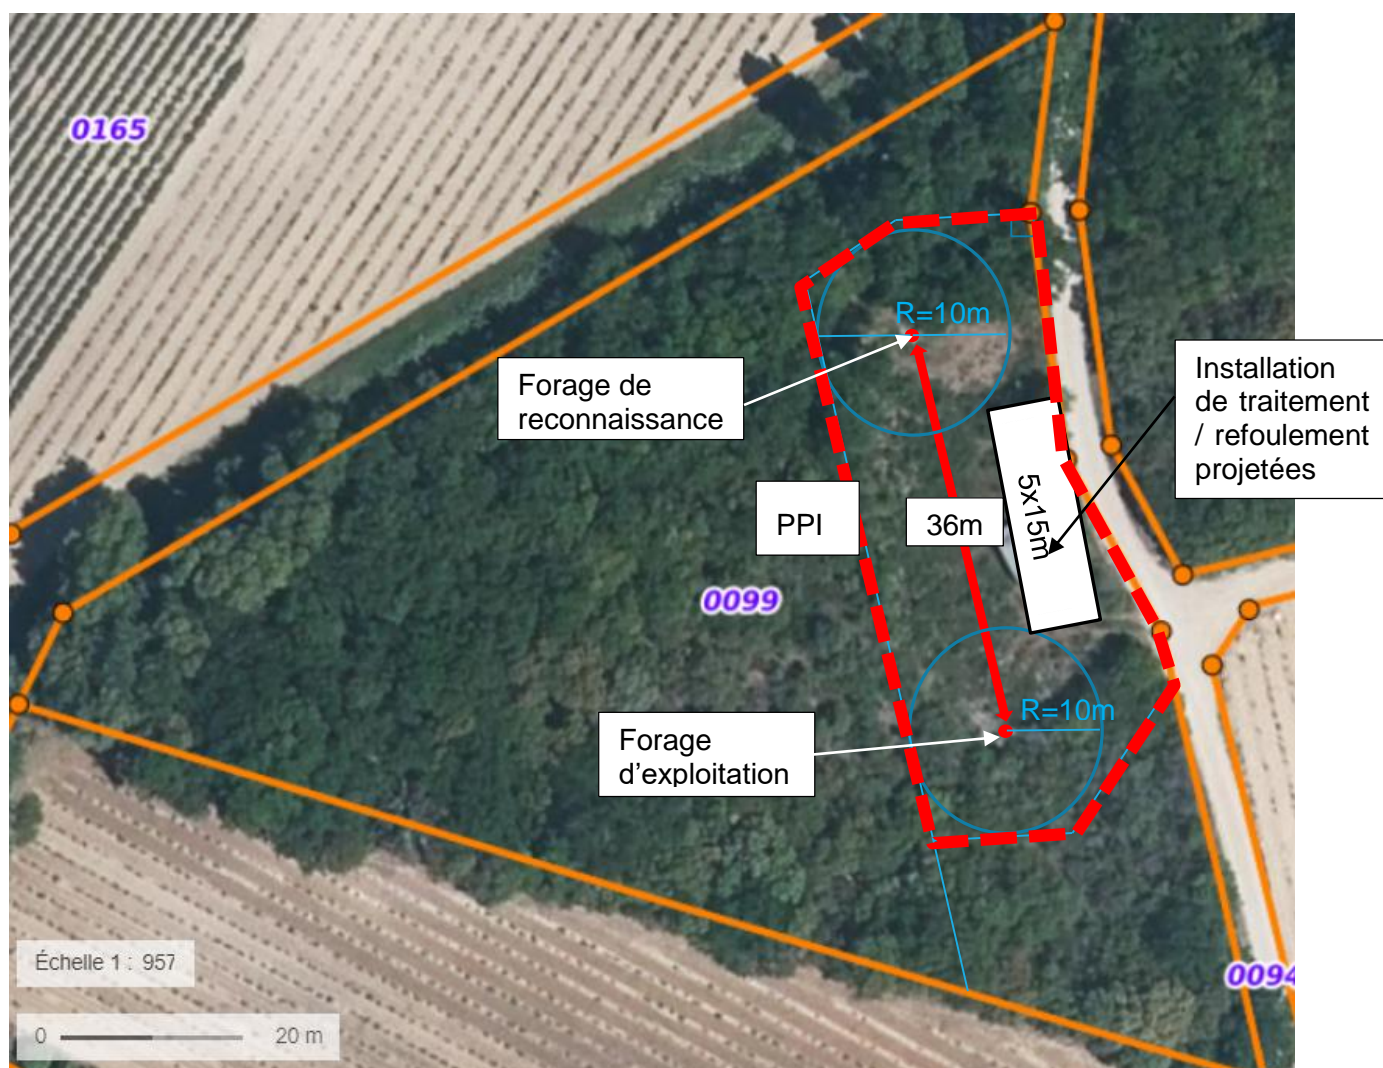 0165
R=10m
Forage de
reconnaissance
Installation
de traitement
/ refoulement
projetées
PPI
36m
5x15m
0099
R=10m
Forage
d’exploitation
Échelle 1 : 957
0094
0 20 m